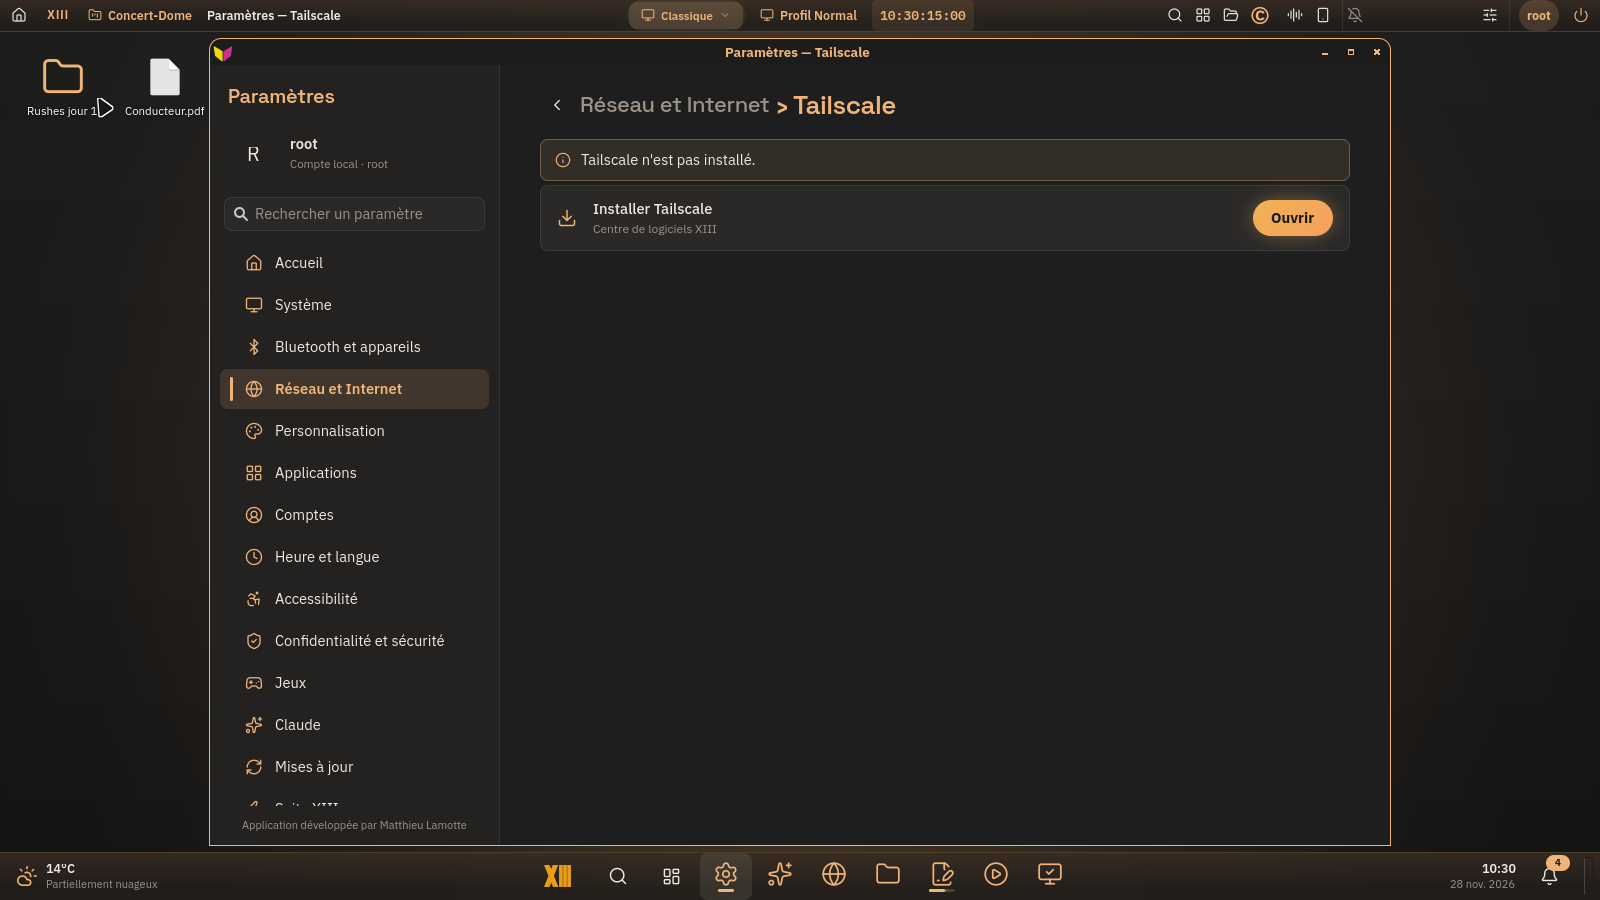 XIII Concert-Dome Paramètres — Tailscale Classique Profil Normal 10:30:15:00 root
Rushes jour 1 Conducteur.pdf
Paramètres — Tailscale
Paramètres
R root
Compte local · root
Rechercher un paramètre
Accueil
Système
Bluetooth et appareils
Réseau et Internet
Personnalisation
Applications
Comptes
Heure et langue
Accessibilité
Confidentialité et sécurité
Jeux
Claude
Mises à jour
Suite XIII
Application développée par Matthieu Lamotte
Réseau et Internet > Tailscale
Tailscale n'est pas installé.
Installer Tailscale
Centre de logiciels XIII
Ouvrir
14°C
Partiellement nuageux
XIII
10:30
28 nov. 2026
4